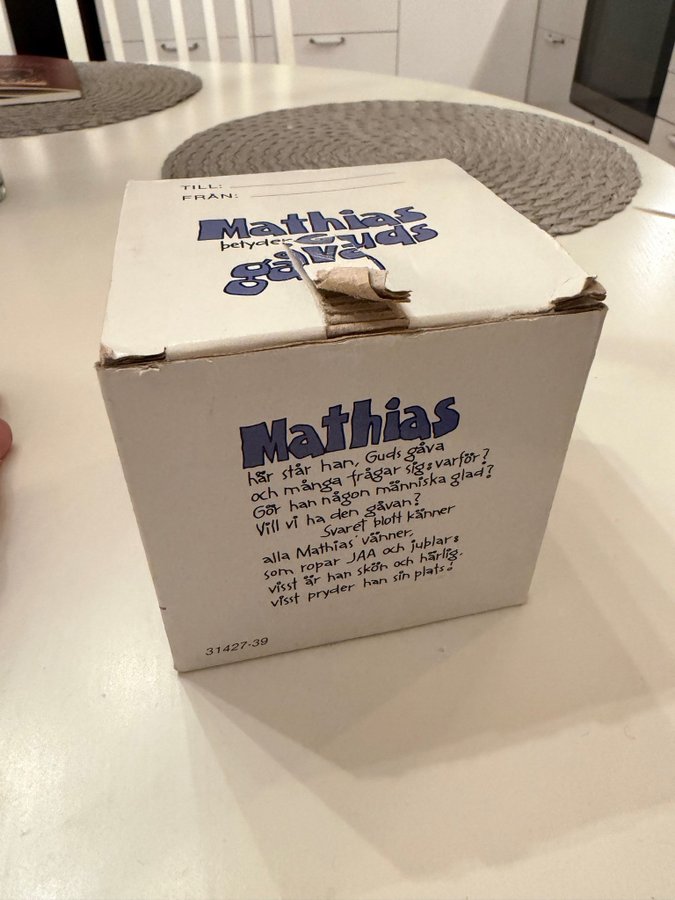 TILL:
FRÅN:
Mathias
betyder Guds
gåva
Mathias
här står han, Guds gåva
och många frågar sig: varför?
Gör han någon människa glad?
Vill vi ha den gåvan?
Svaret blott känner
alla Mathias' vänner,
som ropar JAA och jublar:
visst är han skön och härlig.
visst pryder han sin plats!
31427-39